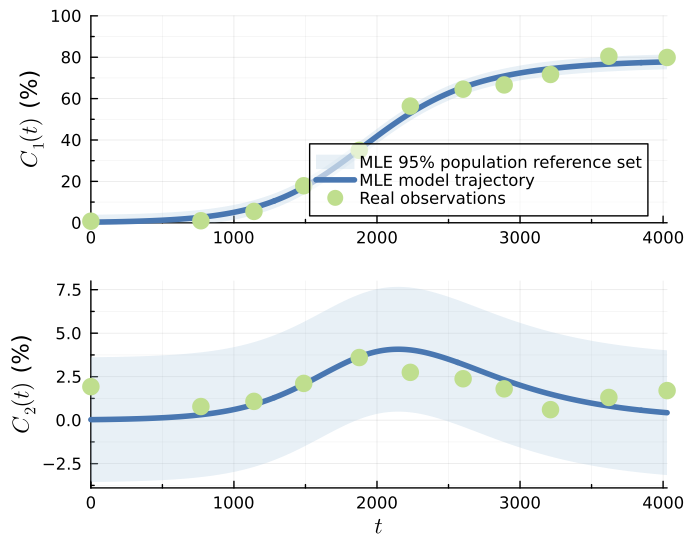 100
80
60
40
20
0
C₁(t) (%)
MLE 95% population reference set
MLE model trajectory
Real observations
0 1000 2000 3000 4000
7.5
5.0
2.5
0.0
−2.5
C₂(t) (%)
0 1000 2000 3000 4000
t